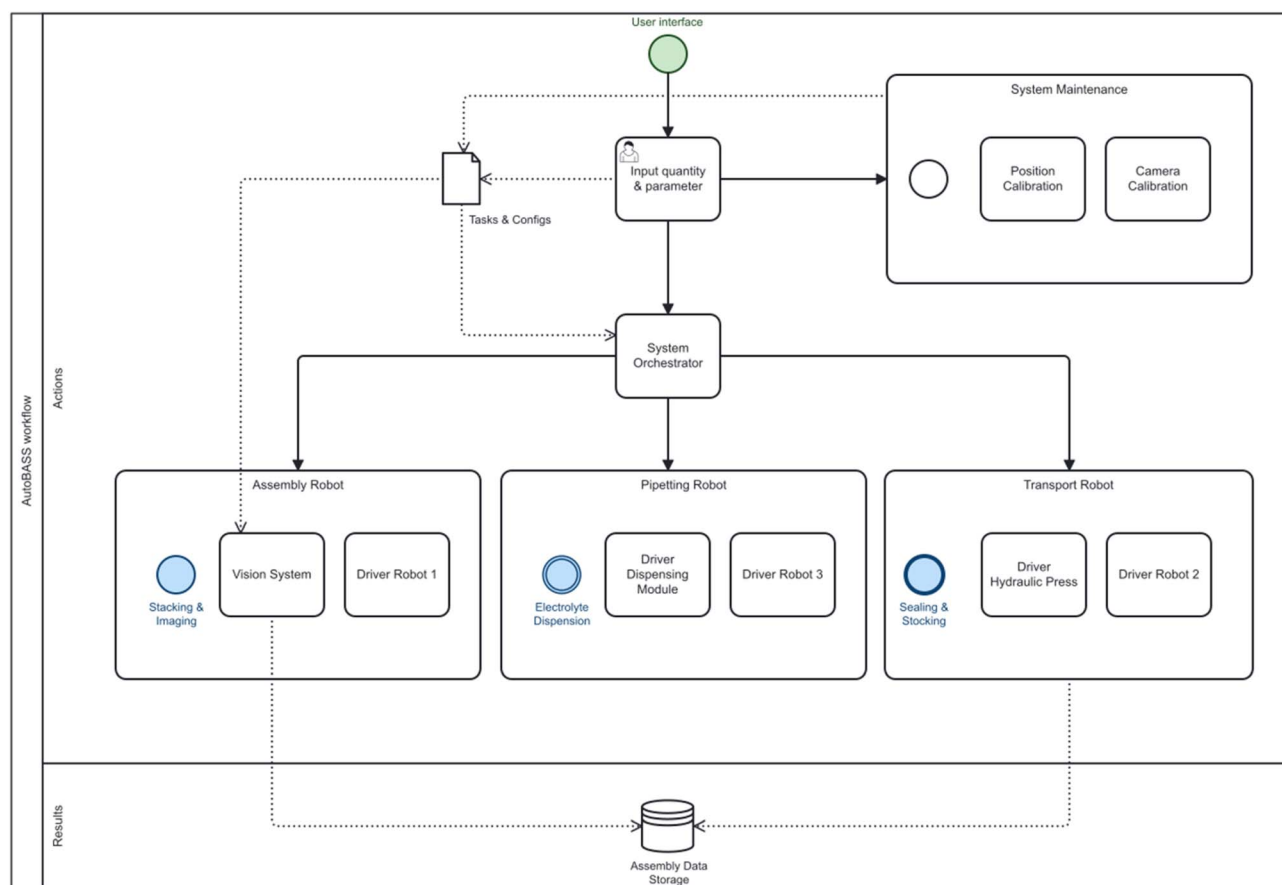 User interface
System Maintenance
Input quantity
& parameter
Position
Calibration
Camera
Calibration
Tasks & Configs
System
Orchestrator
Actions
AutoBASS workflow
Assembly Robot
Pipetting Robot
Transport Robot
Vision System
Driver Robot 1
Driver
Dispensing
Module
Driver Robot 3
Driver
Hydraulic Press
Driver Robot 2
Stacking &
Imaging
Electrolyte
Dispension
Sealing &
Stocking
Results
Assembly Data
Storage